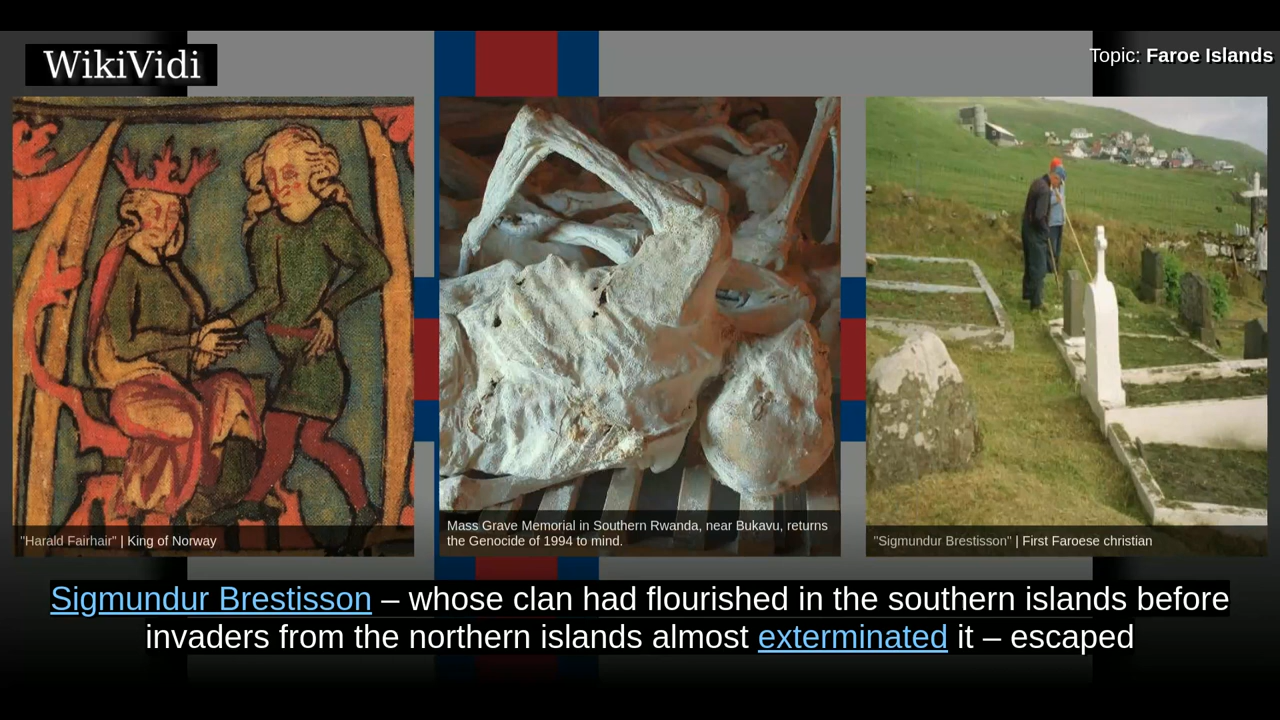 WikiVidi
Topic: Faroe Islands
"Harald Fairhair" | King of Norway
Mass Grave Memorial in Southern Rwanda, near Bukavu, returns
the Genocide of 1994 to mind.
"Sigmundur Brestisson" | First Faroese christian
Sigmundur Brestisson – whose clan had flourished in the southern islands before
invaders from the northern islands almost exterminated it – escaped